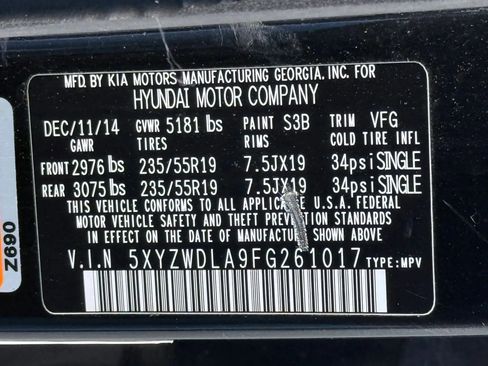 MFD. BY KIA MOTORS MANUFACTURING GEORGIA, INC. FOR
HYUNDAI MOTOR COMPANY
DEC/11/14 GVWR 5181 lbs PAINT S3B TRIM VFG
GAWR TIRES RIMS COLD TIRE INFL
FRONT 2976 lbs 235/55R19 7.5JX19 34psi SINGLE
REAR 3075 lbs 235/55R19 7.5JX19 34psi SINGLE
THIS VEHICLE CONFORMS TO ALL APPLICABLE U.S.A. FEDERAL
MOTOR VEHICLE SAFETY AND THEFT PREVENTION STANDARDS
IN EFFECT ON THE DATE OF MANUFACTURE SHOWN ABOVE.
V.I.N 5XYZWDLA9FG261017 TYPE: MPV
Z690